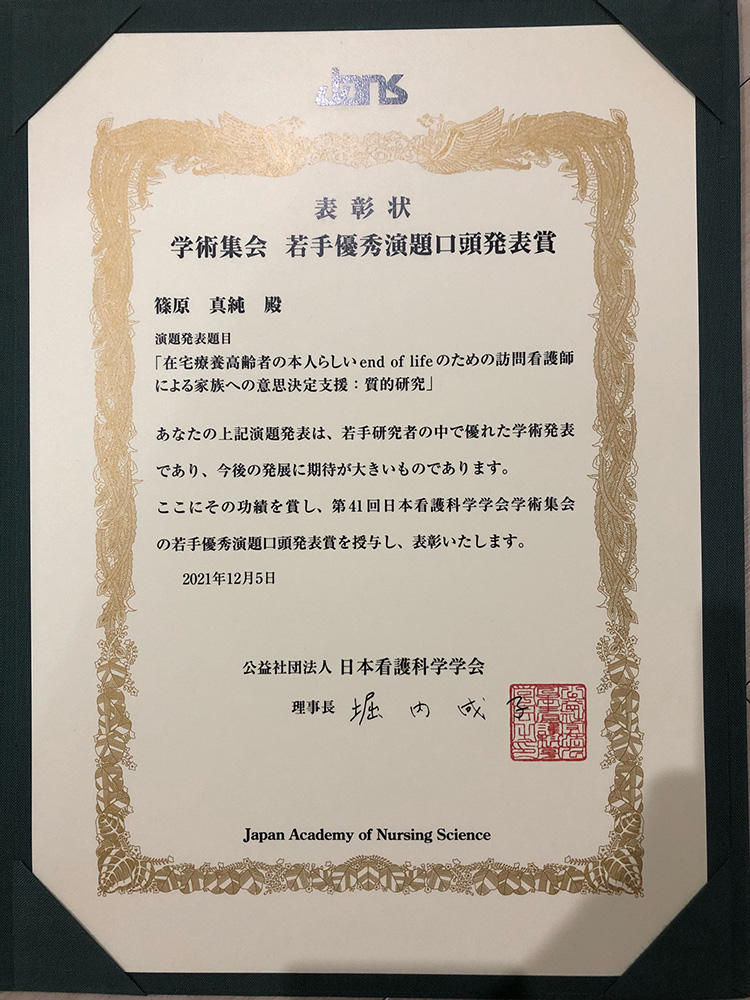 jans
表彰状
学術集会 若手優秀演題口頭発表賞
篠原 真純 殿
演題発表題目
「在宅療養高齢者の本人らしいend of lifeのための訪問看護師
による家族への意思決定支援：質的研究」
あなたの上記演題発表は、若手研究者の中で優れた学術発表
であり、今後の発展に期待が大きいものであります。
ここにその功績を賞し、第41回日本看護科学学会学術集会
の若手優秀演題口頭発表賞を授与し、表彰いたします。
2021年12月5日
公益社団法人 日本看護科学学会
理事長 堀内成子
Japan Academy of Nursing Science